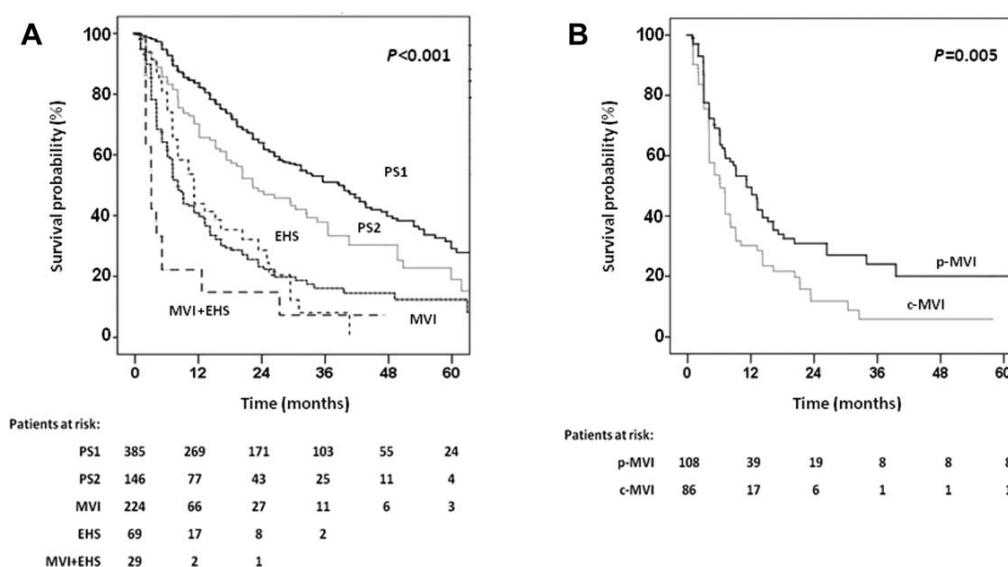 A
P<0.001
Survival probability (%)
100
80
60
40
20
0
PS1
PS2
EHS
MVI+EHS
MVI
0 12 24 36 48 60
Time (months)
Patients at risk:
PS1 385 269 171 103 55 24
PS2 146 77 43 25 11 4
MVI 224 66 27 11 6 3
EHS 69 17 8 2
MVI+EHS 29 2 1
B
P=0.005
Survival probability (%)
100
80
60
40
20
0
p-MVI
c-MVI
0 12 24 36 48 60
Time (months)
Patients at risk:
p-MVI 108 39 19 8 8
c-MVI 86 17 6 1 1